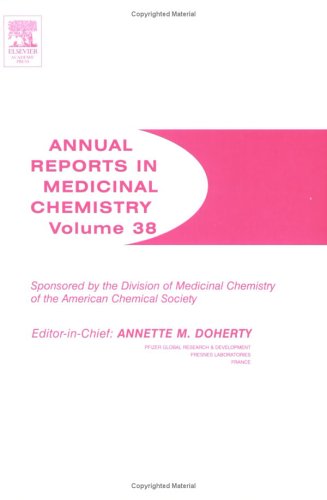 Copyrighted Material
ELSEVIER
ACADEMIC
PRESS
ANNUAL
REPORTS IN
MEDICINAL
CHEMISTRY
Volume 38
Sponsored by the Division of Medicinal Chemistry
of the American Chemical Society
Editor-in-Chief: ANNETTE M. DOHERTY
PFIZER GLOBAL RESEARCH & DEVELOPMENT
FRESNES LABORATORIES
FRANCE
Copyrighted Material